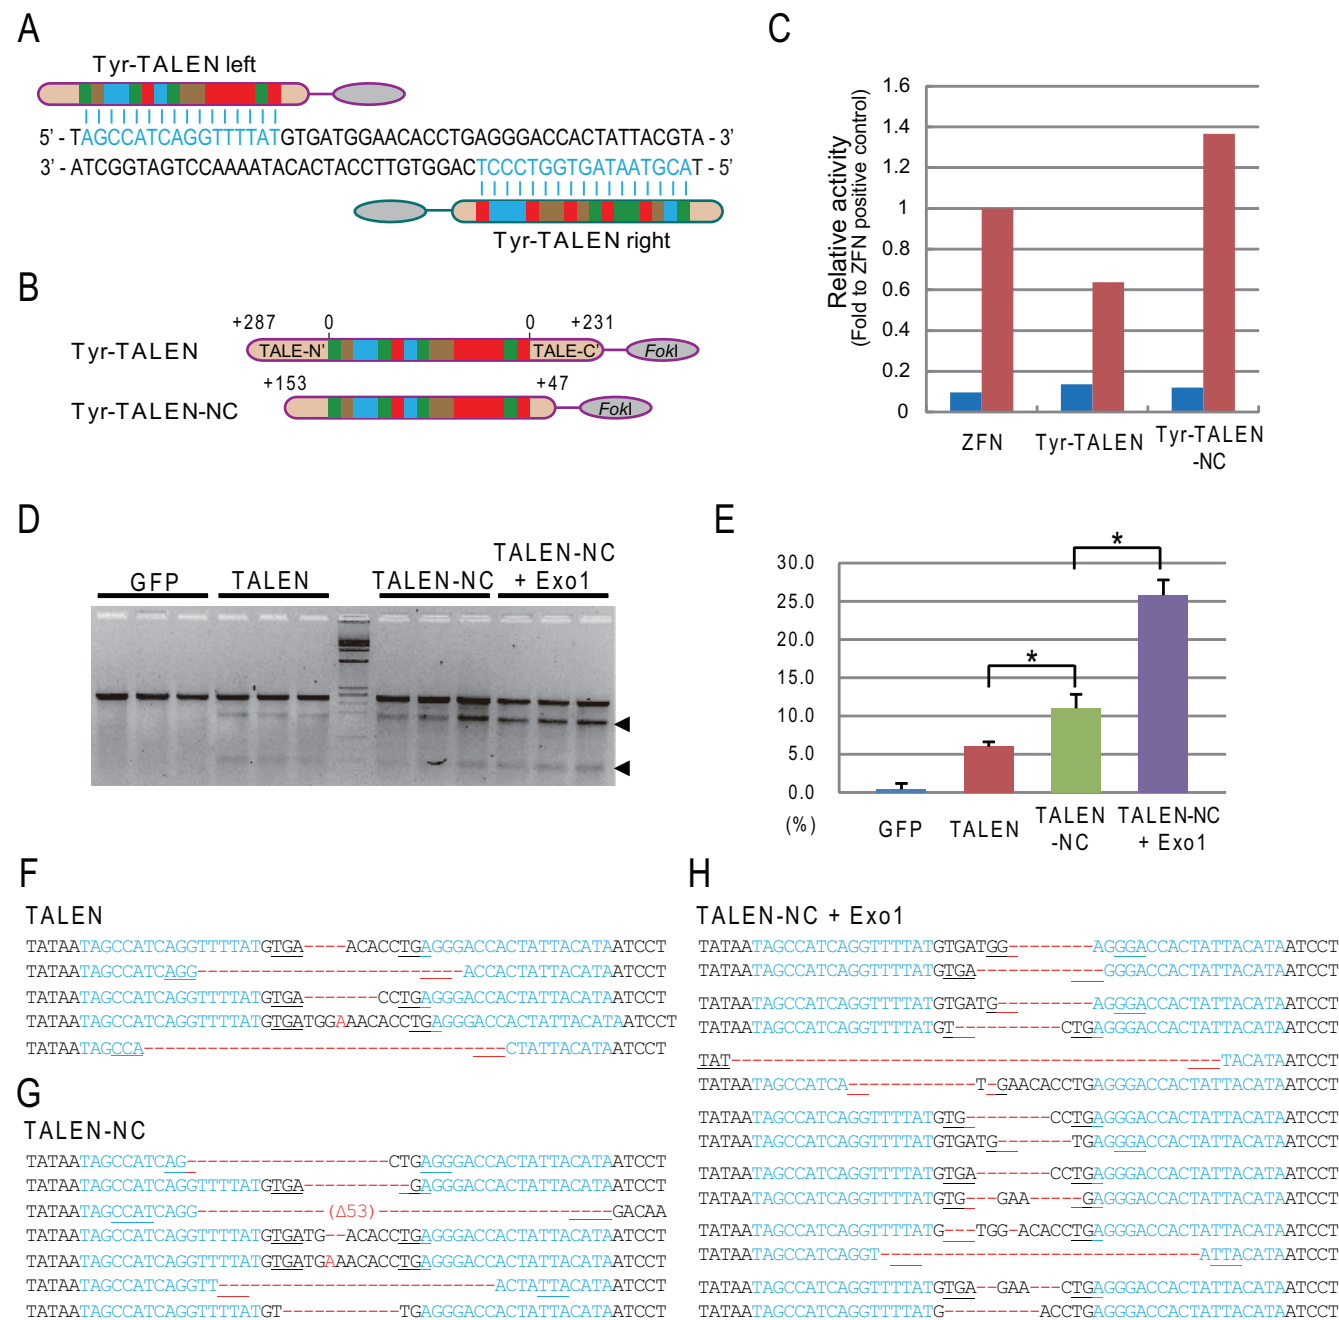 A
Tyr-TALEN left
5' - TAGCCATCAGGTTTTATGTGATGGAACACCTGAGGGACCACTATTACGTA - 3'
3' - ATCGGTAGTCCAAAATACACTACCTTGTGGACTCCCTGGTGATAATGCAT - 5'
Tyr-TALEN right
B
+287 0 0 +231
Tyr-TALEN TALE-N' TALE-C' FokI
+153 +47
Tyr-TALEN-NC FokI
C
Relative activity
(Fold to ZFN positive control)
1.6
1.4
1.2
1
0.8
0.6
0.4
0.2
0
ZFN Tyr-TALEN Tyr-TALEN
-NC
D
GFP TALEN TALEN-NC TALEN-NC
+ Exo1
E
30.0
25.0
20.0
15.0
10.0
5.0
0.0
(%)
* *
GFP TALEN TALEN
-NC TALEN-NC
+ Exo1
F
TALEN
TATAATAGCCATCAGGTTTTATGTGA----ACACCTGAGGGACCACTATTACATAATCCT
TATAATAGCCATCAGG-------------------------ACCACTATTACATAATCCT
TATAATAGCCATCAGGTTTTATGTGA-------CCTGAGGGACCACTATTACATAATCCT
TATAATAGCCATCAGGTTTTATGTGATGGAAACACCTGAGGGACCACTATTACATAATCCT
TATAATAGCCA----------------------------------CTATTACATAATCCT
G
TALEN-NC
TATAATAGCCATCAG-------------------CTGAGGGACCACTATTACATAATCCT
TATAATAGCCATCAGGTTTTATGTGA----------GAGGGACCACTATTACATAATCCT
TATAATAGCCATCAGG------------(Δ53)----------------------GACAA
TATAATAGCCATCAGGTTTTATGTGATG--ACACCTGAGGGACCACTATTACATAATCCT
TATAATAGCCATCAGGTTTTATGTGATGAAACACCTGAGGGACCACTATTACATAATCCT
TATAATAGCCATCAGGTT--------------------------ACTATTACATAATCCT
TATAATAGCCATCAGGTTTTATGT-----------TGAGGGACCACTATTACATAATCCT
H
TALEN-NC + Exo1
TATAATAGCCATCAGGTTTTATGTGATGG--------AGGGACCACTATTACATAATCCT
TATAATAGCCATCAGGTTTTATGTGA------------GGGACCACTATTACATAATCCT
TATAATAGCCATCAGGTTTTATGTGATG---------AGGGACCACTATTACATAATCCT
TATAATAGCCATCAGGTTTTATGT----------CTGAGGGACCACTATTACATAATCCT
TAT----------------------------------------------TACATAATCCT
TATAATAGCCATCA------------T-GAACACCTGAGGGACCACTATTACATAATCCT
TATAATAGCCATCAGGTTTTATGTG--------CCTGAGGGACCACTATTACATAATCCT
TATAATAGCCATCAGGTTTTATGTGATG-------TGAGGGACCACTATTACATAATCCT
TATAATAGCCATCAGGTTTTATGTGA-------CCTGAGGGACCACTATTACATAATCCT
TATAATAGCCATCAGGTTTTATGTG---GAA-----GAGGGACCACTATTACATAATCCT
TATAATAGCCATCAGGTTTTATG---TGG-ACACCTGAGGGACCACTATTACATAATCCT
TATAATAGCCATCAGGT------------------------------ATTACATAATCCT
TATAATAGCCATCAGGTTTTATGTGA--GAA---CTGAGGGACCACTATTACATAATCCT
TATAATAGCCATCAGGTTTTATG---------ACCTGAGGGACCACTATTACATAATCCT